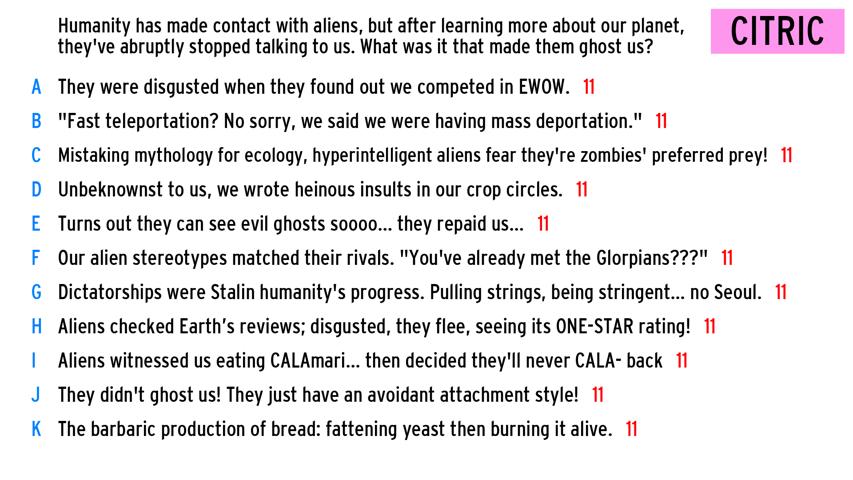 Humanity has made contact with aliens, but after learning more about our planet,
they've abruptly stopped talking to us. What was it that made them ghost us?
CITRIC
A They were disgusted when they found out we competed in EWOW. 11
B "Fast teleportation? No sorry, we said we were having mass deportation." 11
C Mistaking mythology for ecology, hyperintelligent aliens fear they're zombies' preferred prey! 11
D Unbeknownst to us, we wrote heinous insults in our crop circles. 11
E Turns out they can see evil ghosts soooo... they repaid us... 11
F Our alien stereotypes matched their rivals. "You've already met the Glorpians???" 11
G Dictatorships were Stalin humanity's progress. Pulling strings, being stringent... no Seoul. 11
H Aliens checked Earth’s reviews; disgusted, they flee, seeing its ONE-STAR rating! 11
I Aliens witnessed us eating CALAmari... then decided they'll never CALA- back 11
J They didn't ghost us! They just have an avoidant attachment style! 11
K The barbaric production of bread: fattening yeast then burning it alive. 11